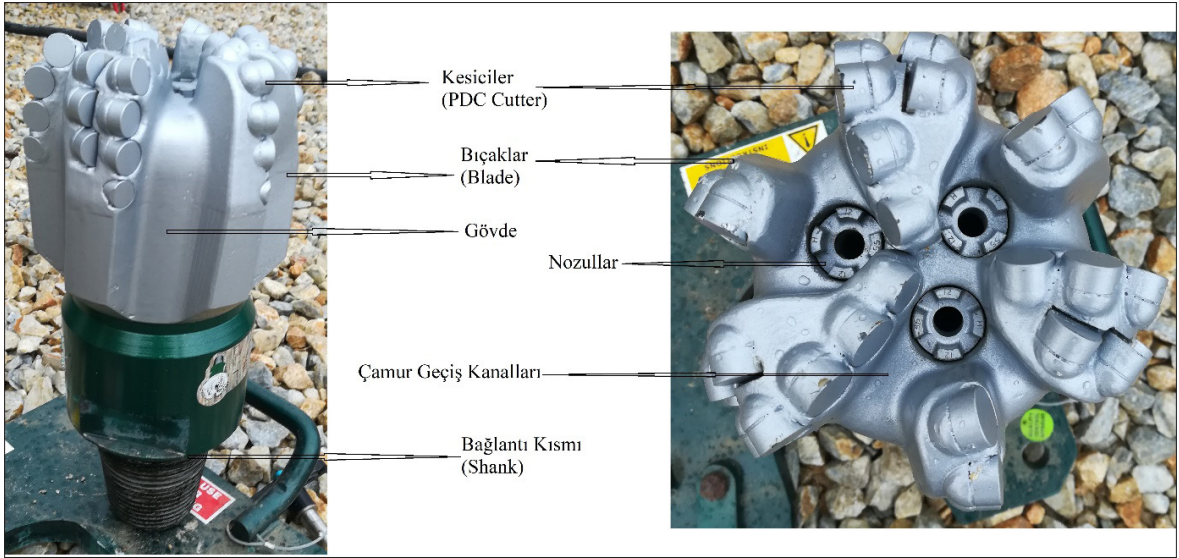 Kesiciler
(PDC Cutter)
Bıçaklar
(Blade)
Gövde
Nozullar
Çamur Geçiş Kanalları
Bağlantı Kısmı
(Shank)